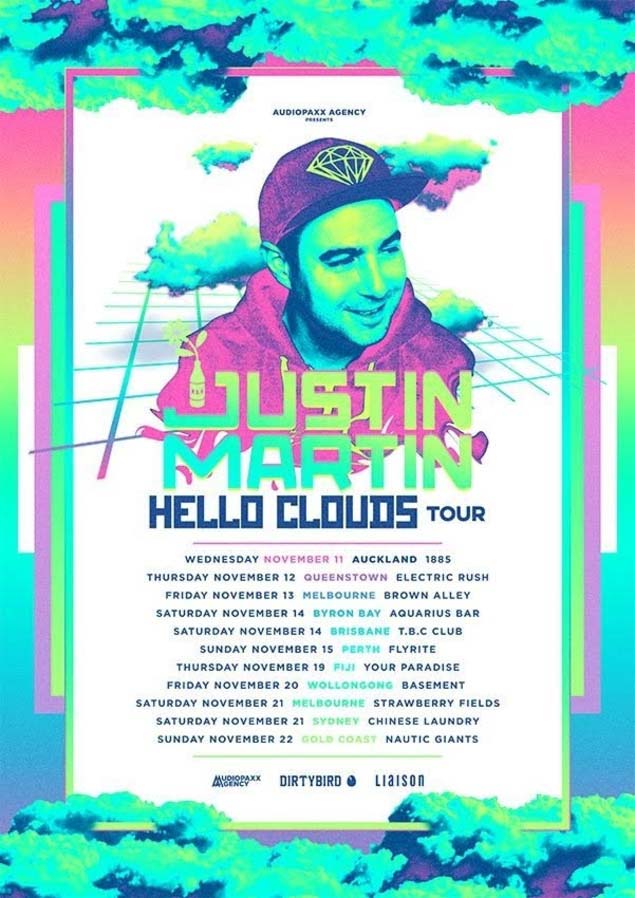 AUDIOPAXX AGENCY
PRESENTS
JUSTIN
MARTIN
HELLO CLOUDS TOUR
WEDNESDAY NOVEMBER 11 AUCKLAND 1885
THURSDAY NOVEMBER 12 QUEENSTOWN ELECTRIC RUSH
FRIDAY NOVEMBER 13 MELBOURNE BROWN ALLEY
SATURDAY NOVEMBER 14 BYRON BAY AQUARIUS BAR
SATURDAY NOVEMBER 14 BRISBANE T.B.C CLUB
SUNDAY NOVEMBER 15 PERTH FLYRITE
THURSDAY NOVEMBER 19 FIJI YOUR PARADISE
FRIDAY NOVEMBER 20 WOLLONGONG BASEMENT
SATURDAY NOVEMBER 21 MELBOURNE STRAWBERRY FIELDS
SATURDAY NOVEMBER 21 SYDNEY CHINESE LAUNDRY
SUNDAY NOVEMBER 22 GOLD COAST NAUTIC GIANTS
AUDIOPAXX AGENCY DIRTYBIRD LIAISON